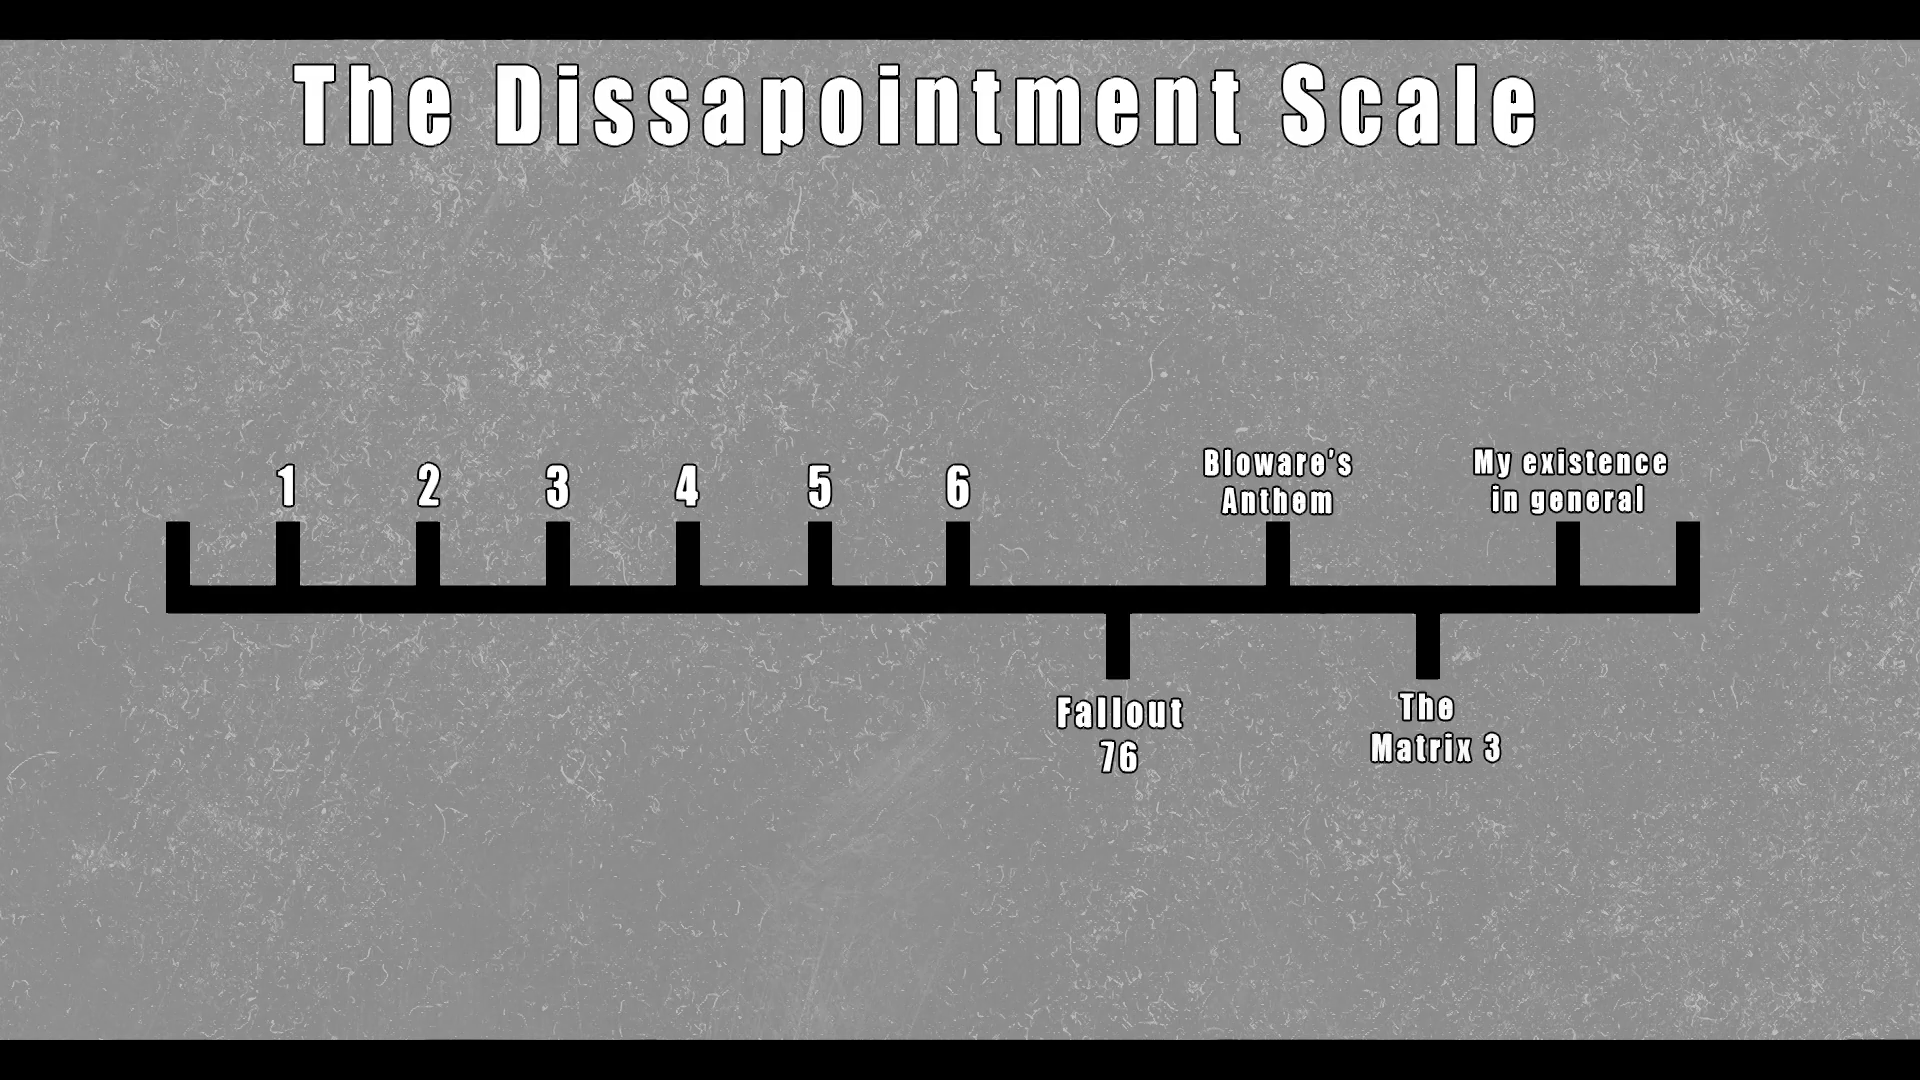 The Dissapointment Scale
1 2 3 4 5 6
Bloware's
Anthem
My existence
in general
Fallout
76
The
Matrix 3